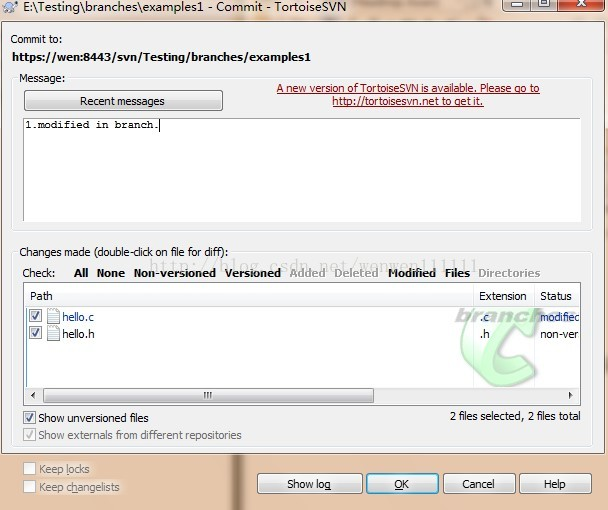 E:\Testing\branches\examples1 - Commit - TortoiseSVN
Commit to:
https://wen:8443/svn/Testing/branches/examples1
Message:
Recent messages
A new version of TortoiseSVN is available. Please go to
http://tortoisesvn.net to get it.
1.modified in branch.
Changes made (double-click on file for diff):
Check: All None Non-versioned Versioned Added Deleted Modified Files Directories
Path Extension Status
hello.c .c modified
hello.h .h non-ver
branches
Show unversioned files
2 files selected, 2 files total
Show externals from different repositories
Keep locks
Keep changelists
Show log OK Cancel Help